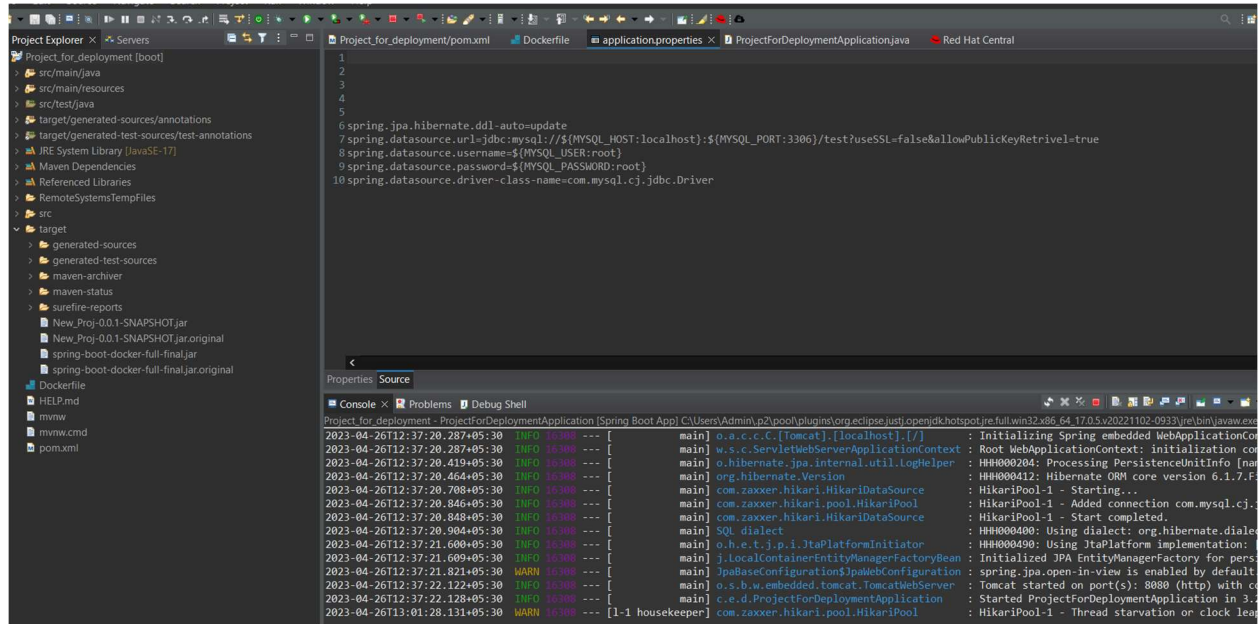 Project Explorer × Servers
Project_for_deployment [boot]
src/main/java
src/main/resources
src/test/java
target/generated-sources/annotations
target/generated-test-sources/test-annotations
JRE System Library [JavaSE-17]
Maven Dependencies
Referenced Libraries
RemoteSystemsTempFiles
src
target
generated-sources
generated-test-sources
maven-archiver
maven-status
surefire-reports
New_Proj-0.0.1-SNAPSHOT.jar
New_Proj-0.0.1-SNAPSHOT.jar.original
spring-boot-docker-full-final.jar
spring-boot-docker-full-final.jar.original
Dockerfile
HELP.md
mvnw
mvnw.cmd
pom.xml
Project_for_deployment/pom.xml Dockerfile application.properties × ProjectForDeploymentApplication.java Red Hat Central
1
2
3
4
5
6 spring.jpa.hibernate.ddl-auto=update
7 spring.datasource.url=jdbc:mysql://${MYSQL_HOST:localhost}:${MYSQL_PORT:3306}/test?useSSL=false&allowPublicKeyRetrivel=true
8 spring.datasource.username=${MYSQL_USER:root}
9 spring.datasource.password=${MYSQL_PASSWORD:root}
10 spring.datasource.driver-class-name=com.mysql.cj.jdbc.Driver
Properties Source
Console × Problems Debug Shell
Project_for_deployment - ProjectForDeploymentApplication [Spring Boot App] C:\Users\Admin\.p2\pool\plugins\org.eclipse.justj.openjdk.hotspot.jre.full.win32.x86_64_17.0.5.v20221102-0933\jre\bin\javaw.exe
2023-04-26T12:37:20.287+05:30 INFO 16308 --- [ main] o.a.c.c.C.[Tomcat].[localhost].[/] : Initializing Spring embedded WebApplicationCon
2023-04-26T12:37:20.287+05:30 INFO 16308 --- [ main] w.s.c.ServletWebServerApplicationContext : Root WebApplicationContext: initialization com
2023-04-26T12:37:20.419+05:30 INFO 16308 --- [ main] o.hibernate.jpa.internal.util.LogHelper : HHH000204: Processing PersistenceUnitInfo [nam
2023-04-26T12:37:20.464+05:30 INFO 16308 --- [ main] org.hibernate.Version : HHH000412: Hibernate ORM core version 6.1.7.Fi
2023-04-26T12:37:20.708+05:30 INFO 16308 --- [ main] com.zaxxer.hikari.HikariDataSource : HikariPool-1 - Starting...
2023-04-26T12:37:20.846+05:30 INFO 16308 --- [ main] com.zaxxer.hikari.pool.HikariPool : HikariPool-1 - Added connection com.mysql.cj.j
2023-04-26T12:37:20.848+05:30 INFO 16308 --- [ main] com.zaxxer.hikari.HikariDataSource : HikariPool-1 - Start completed.
2023-04-26T12:37:20.904+05:30 INFO 16308 --- [ main] SQL dialect : HHH000400: Using dialect: org.hibernate.dialec
2023-04-26T12:37:21.600+05:30 INFO 16308 --- [ main] o.h.e.t.j.p.i.JtaPlatformInitiator : HHH000490: Using JtaPlatform implementation: [
2023-04-26T12:37:21.609+05:30 INFO 16308 --- [ main] j.LocalContainerEntityManagerFactoryBean : Initialized JPA EntityManagerFactory for persi
2023-04-26T12:37:21.821+05:30 WARN 16308 --- [ main] JpaBaseConfiguration$JpaWebConfiguration : spring.jpa.open-in-view is enabled by default.
2023-04-26T12:37:22.122+05:30 INFO 16308 --- [ main] o.s.b.w.embedded.tomcat.TomcatWebServer : Tomcat started on port(s): 8080 (http) with co
2023-04-26T12:37:22.128+05:30 INFO 16308 --- [ main] c.e.d.ProjectForDeploymentApplication : Started ProjectForDeploymentApplication in 3.2
2023-04-26T13:01:28.131+05:30 WARN 16308 --- [l-1 housekeeper] com.zaxxer.hikari.pool.HikariPool : HikariPool-1 - Thread starvation or clock leap